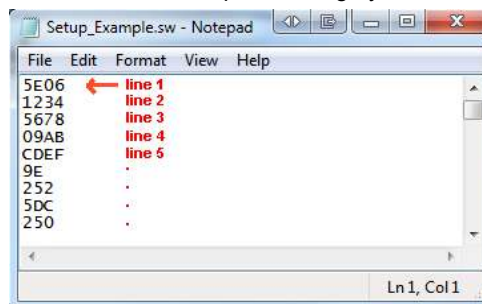 Setup_Example.sw - Notepad
File Edit Format View Help
5E06 line 1
1234 line 2
5678 line 3
09AB line 4
CDEF line 5
9E
252
5DC
250
Ln 1, Col 1